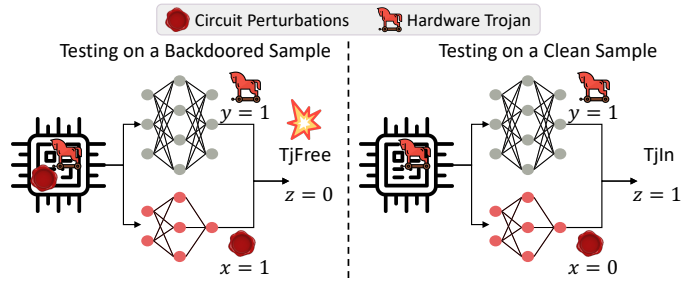 Circuit Perturbations Hardware Trojan
Testing on a Backdoored Sample
y = 1
TjFree
z = 0
x = 1
Testing on a Clean Sample
y = 1
TjIn
z = 1
x = 0